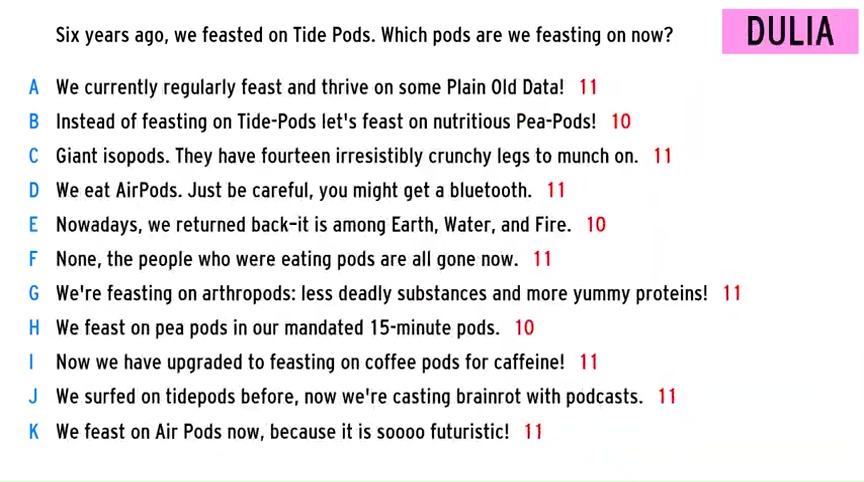 Six years ago, we feasted on Tide Pods. Which pods are we feasting on now?
DULIA
A We currently regularly feast and thrive on some Plain Old Data! 11
B Instead of feasting on Tide-Pods let's feast on nutritious Pea-Pods! 10
C Giant isopods. They have fourteen irresistibly crunchy legs to munch on. 11
D We eat AirPods. Just be careful, you might get a bluetooth. 11
E Nowadays, we returned back–it is among Earth, Water, and Fire. 10
F None, the people who were eating pods are all gone now. 11
G We're feasting on arthropods: less deadly substances and more yummy proteins! 11
H We feast on pea pods in our mandated 15-minute pods. 10
I Now we have upgraded to feasting on coffee pods for caffeine! 11
J We surfed on tidepods before, now we're casting brainrot with podcasts. 11
K We feast on Air Pods now, because it is soooo futuristic! 11